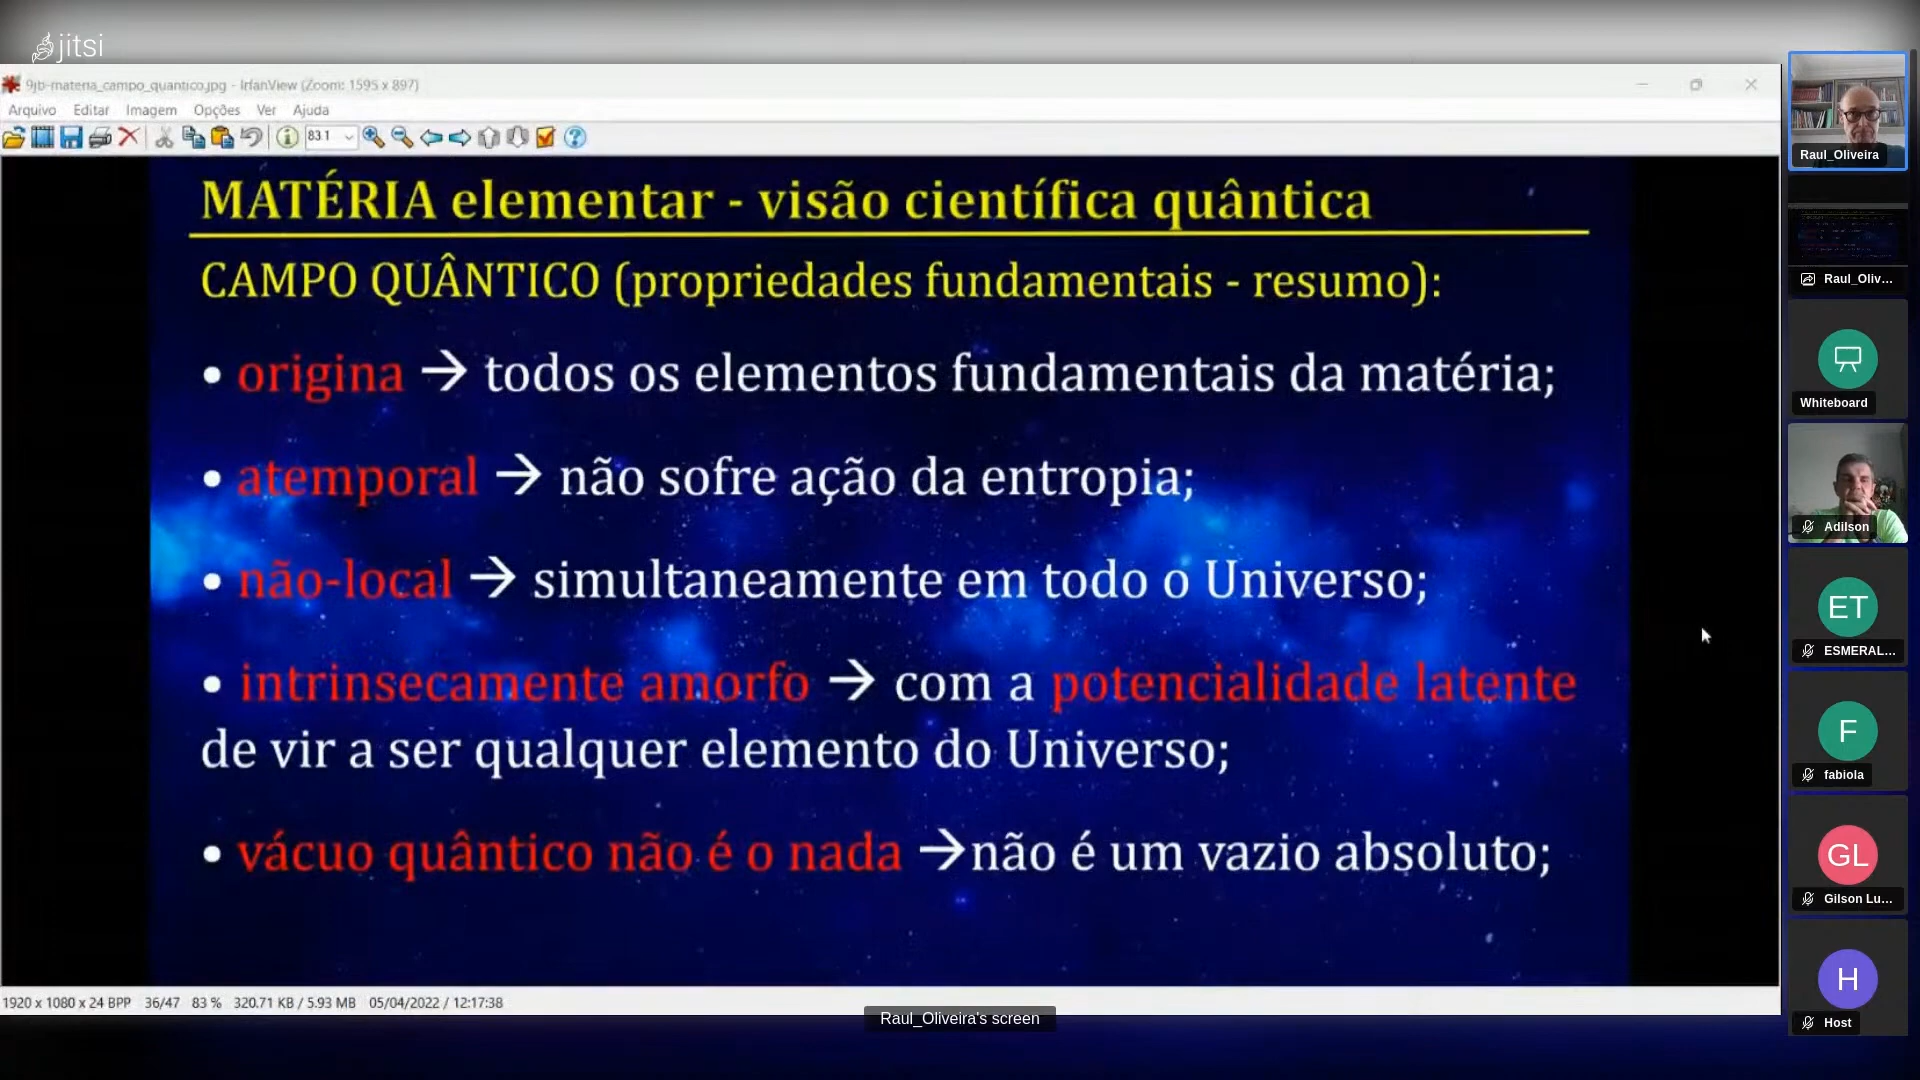 jitsi
9jb-materia_campo_quantico.jpg - IrfanView (Zoom: 1595 x 897)
Arquivo Editar Imagem Opções Ver Ajuda
83.1
MATÉRIA elementar - visão científica quântica
CAMPO QUÂNTICO (propriedades fundamentais - resumo):
• origina → todos os elementos fundamentais da matéria;
• atemporal → não sofre ação da entropia;
• não-local → simultaneamente em todo o Universo;
• intrinsecamente amorfo → com a potencialidade latente
de vir a ser qualquer elemento do Universo;
• vácuo quântico não é o nada →não é um vazio absoluto;
1920 x 1080 x 24 BPP 36/47 83 % 320.71 KB / 5.93 MB 05/04/2022 / 12:17:38
Raul_Oliveira's screen
Raul_Oliveira
Raul_Oliv...
Whiteboard
Adilson
ET
ESMERAL...
F
fabiola
GL
Gilson Lu...
H
Host